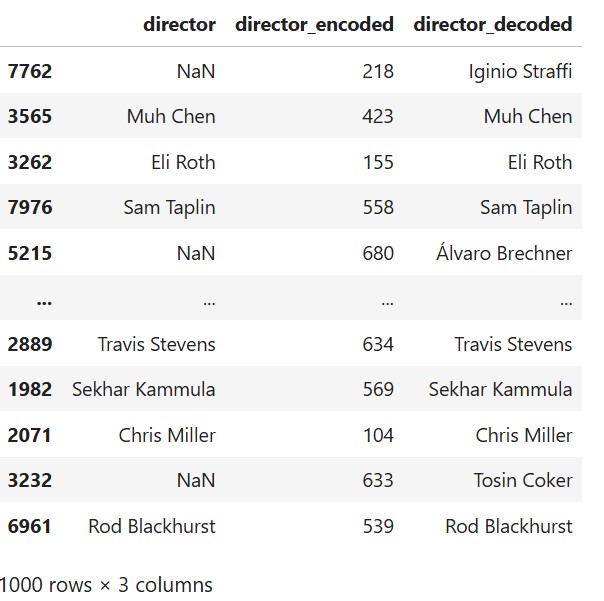 director director_encoded director_decoded
7762 NaN 218 Iginio Straffi
3565 Muh Chen 423 Muh Chen
3262 Eli Roth 155 Eli Roth
7976 Sam Taplin 558 Sam Taplin
5215 NaN 680 Álvaro Brechner
... ... ... ...
2889 Travis Stevens 634 Travis Stevens
1982 Sekhar Kammula 569 Sekhar Kammula
2071 Chris Miller 104 Chris Miller
3232 NaN 633 Tosin Coker
6961 Rod Blackhurst 539 Rod Blackhurst
1000 rows × 3 columns